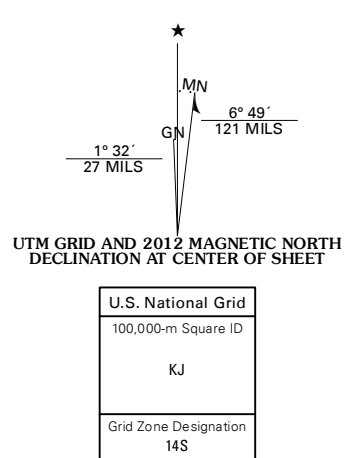 ★
MN
GN
6° 49´
121 MILS
1° 32´
27 MILS
UTM GRID AND 2012 MAGNETIC NORTH
DECLINATION AT CENTER OF SHEET
U.S. National Grid
100,000-m Square ID
KJ
Grid Zone Designation
14S